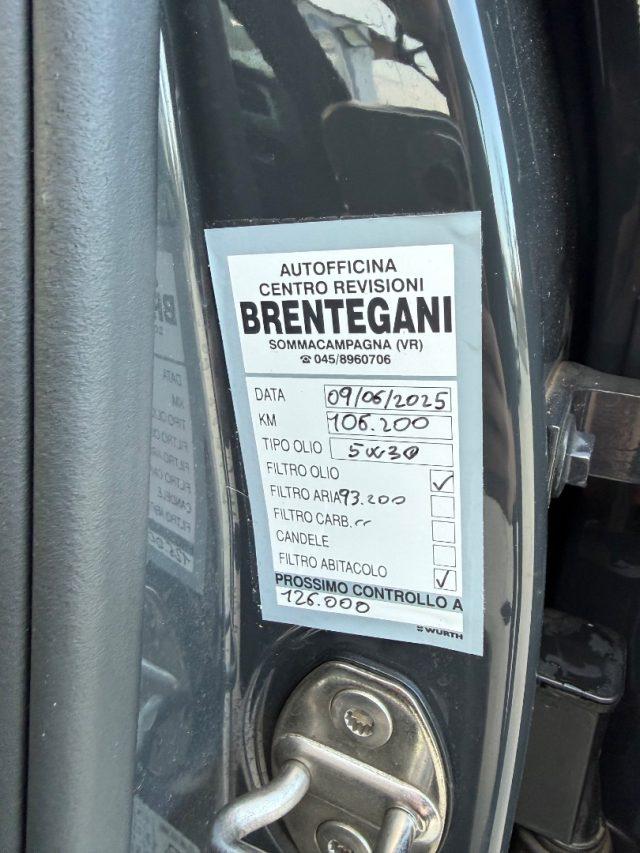 AUTOFFICINA
CENTRO REVISIONI
BRENTEGANI
SOMMACAMPAGNA (VR)
☎ 045/8960706
DATA 09/06/2025
KM 106.200
TIPO OLIO 5W30
FILTRO OLIO ✓
FILTRO ARIA 93.200
FILTRO CARB. "
CANDELE
FILTRO ABITACOLO ✓
PROSSIMO CONTROLLO A
126.000
WÜRTH